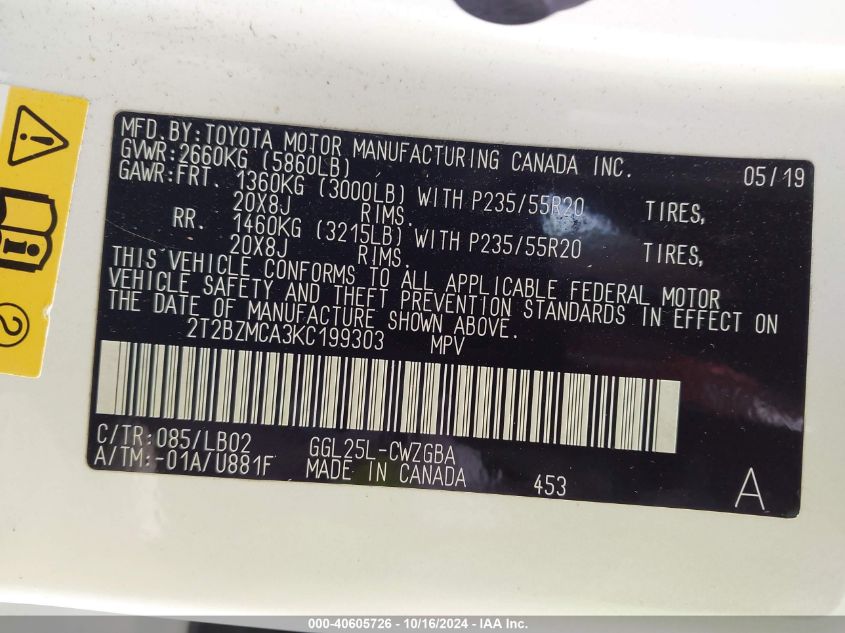 MFD.BY:TOYOTA MOTOR MANUFACTURING CANADA INC. 05/19
GVWR:2660KG (5860LB)
GAWR:FRT. 1360KG (3000LB) WITH P235/55R20 TIRES,
20X8J RIMS.
RR. 1460KG (3215LB) WITH P235/55R20 TIRES,
20X8J RIMS.
THIS VEHICLE CONFORMS TO ALL APPLICABLE FEDERAL MOTOR
VEHICLE SAFETY AND THEFT PREVENTION STANDARDS IN EFFECT ON
THE DATE OF MANUFACTURE SHOWN ABOVE.
2T2BZMCA3KC199303 MPV
C/TR:085/LB02 GGL25L-CWZGBA
A/TM:-01A/U881F MADE IN CANADA 453 A
2
000-40605726 - 10/16/2024 - IAA Inc.